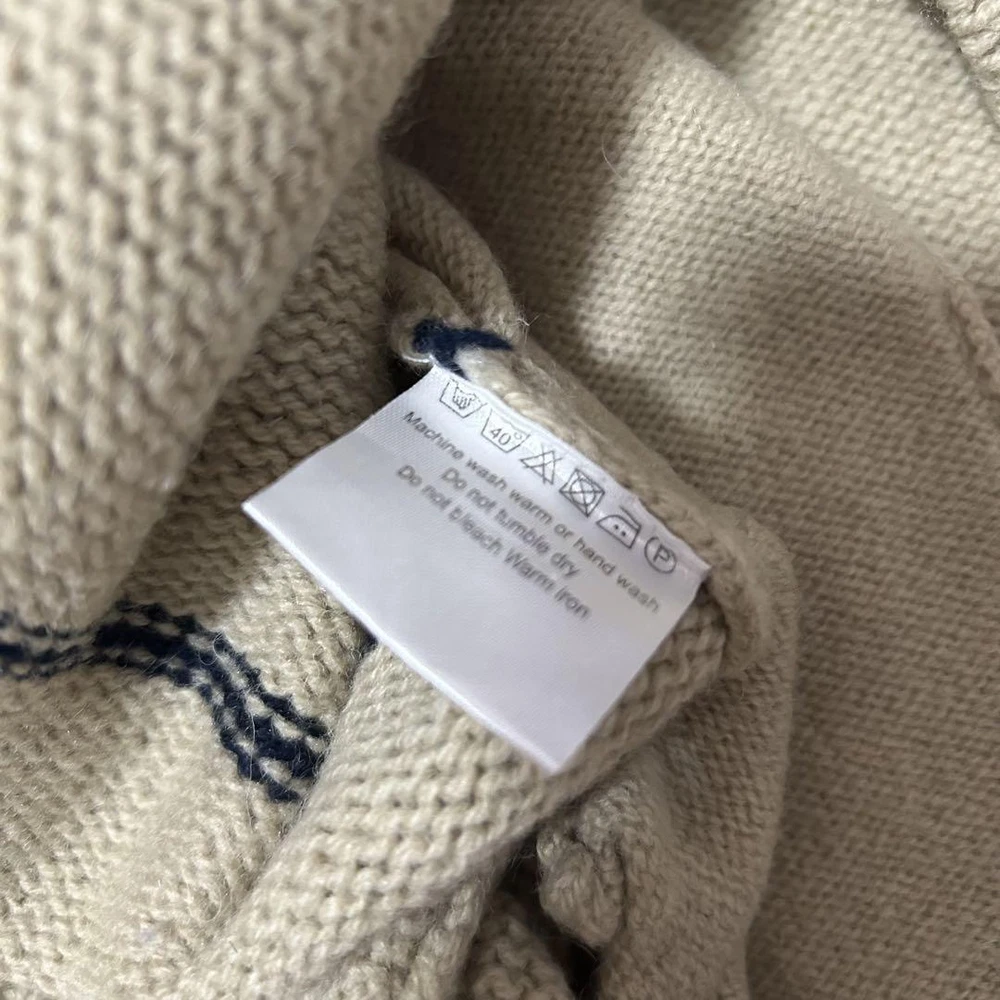 40°
P
Machine wash warm or hand wash
Do not tumble dry
Do not bleach Warm Iron